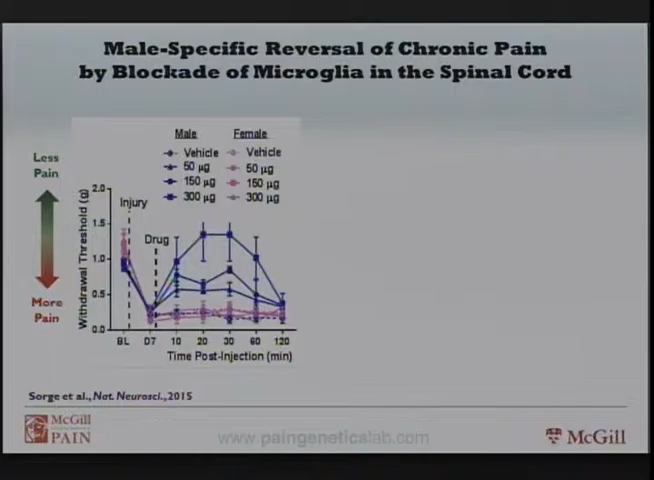 Male-Specific Reversal of Chronic Pain
by Blockade of Microglia in the Spinal Cord
Less
Pain
More
Pain
Male Female
Vehicle Vehicle
50 µg 50 µg
150 µg 150 µg
300 µg 300 µg
Withdrawal Threshold (g)
2.0
1.5
1.0
0.5
0.0
Injury
Drug
BL D7 10 20 30 60 120
Time Post-Injection (min)
Sorge et al., Nat. Neurosci., 2015
McGill
PAIN
www.paingeneticslab.com
McGill